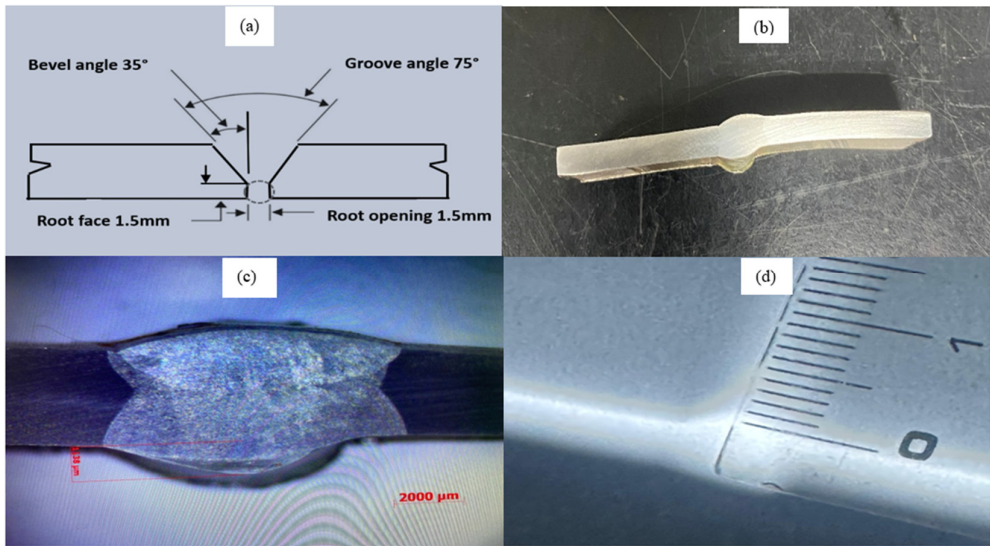 (a)
Bevel angle 35°
Groove angle 75°
Root face 1.5mm
Root opening 1.5mm
(b)
(c)
2000 µm
(d)
0
1